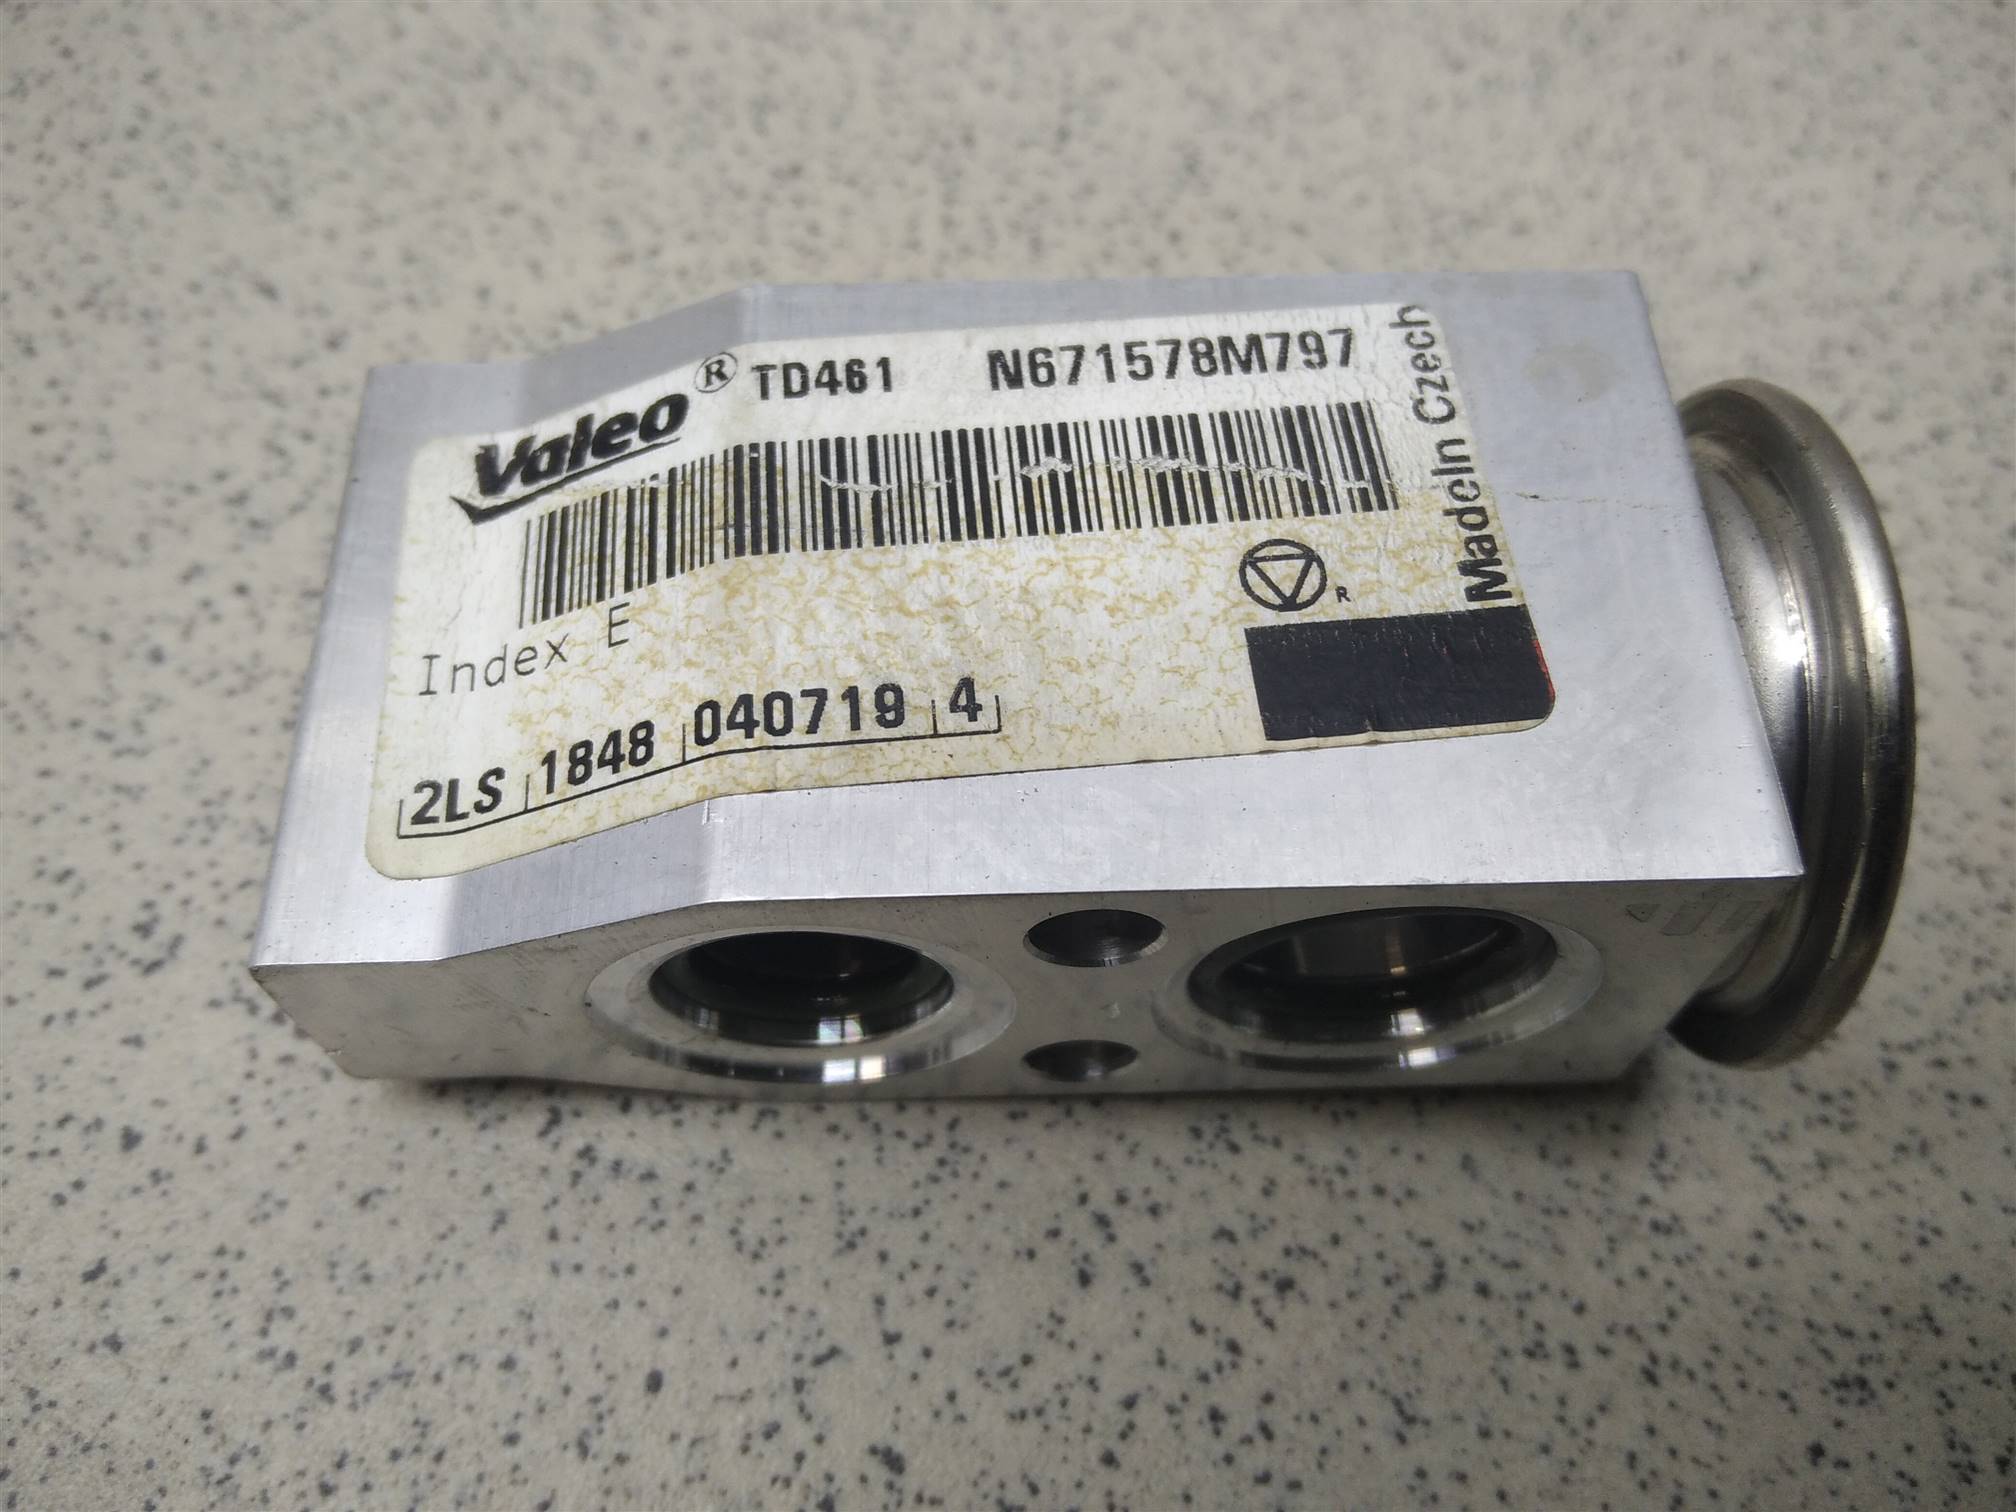 Valeo ® TD461 N671578M797
MadeIn Czech
R
Index E
2LS 1848 040719 4